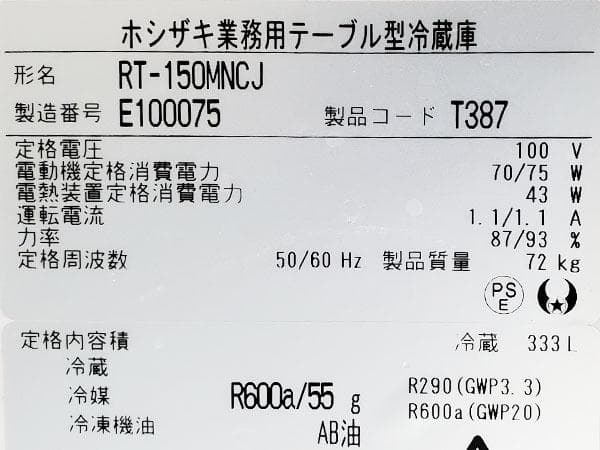 ホシザキ業務用テーブル型冷蔵庫
形名 RT-150MNCJ
製造番号 E100075 製品コード T387
定格電圧 100 V
電動機定格消費電力 70/75 W
電熱装置定格消費電力 43 W
運転電流 1.1/1.1 A
力率 87/93 %
定格周波数 50/60 Hz 製品質量 72 kg
PSE
定格内容積 冷蔵 333L
冷蔵
冷媒 R600a/55 g R290(GWP3.3)
R600a(GWP20)
冷凍機油 AB油